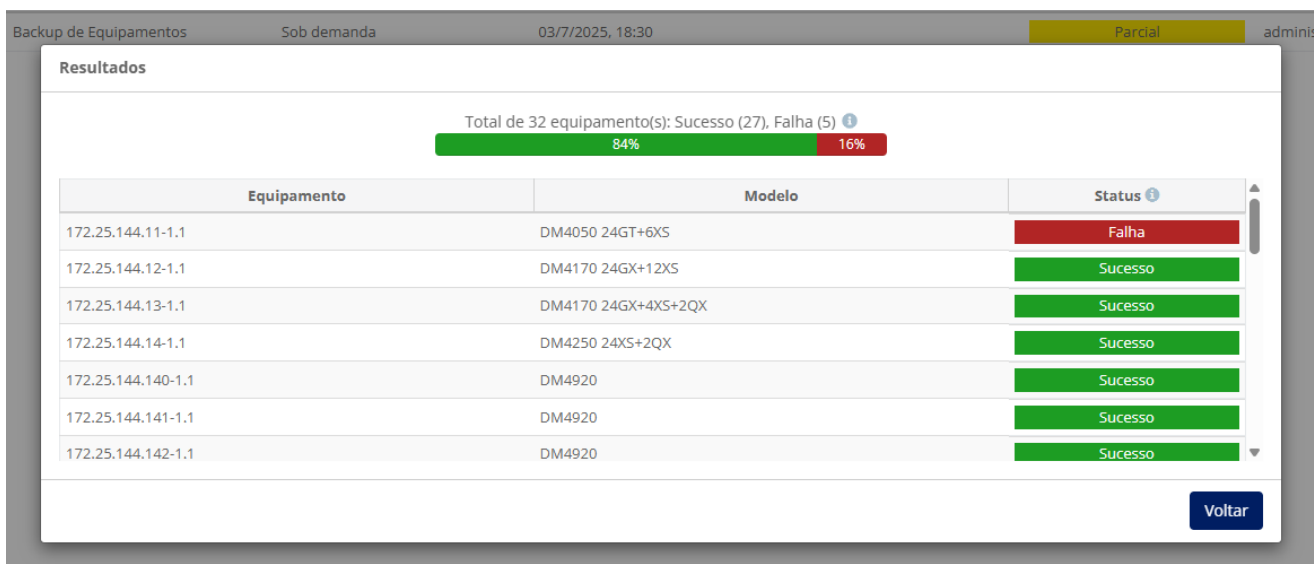 Backup de Equipamentos Sob demanda 03/7/2025, 18:30 Parcial adminis
Resultados
Total de 32 equipamento(s): Sucesso (27), Falha (5)
84% 16%
Equipamento Modelo Status
172.25.144.11-1.1 DM4050 24GT+6XS Falha
172.25.144.12-1.1 DM4170 24GX+12XS Sucesso
172.25.144.13-1.1 DM4170 24GX+4XS+2QX Sucesso
172.25.144.14-1.1 DM4250 24XS+2QX Sucesso
172.25.144.140-1.1 DM4920 Sucesso
172.25.144.141-1.1 DM4920 Sucesso
172.25.144.142-1.1 DM4920 Sucesso
Voltar